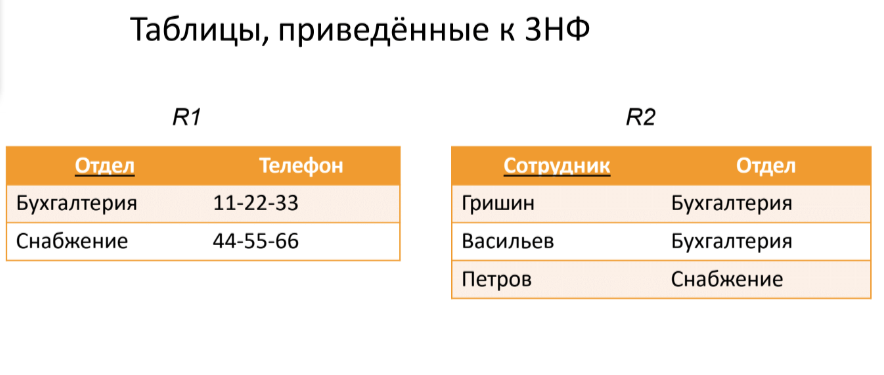 Таблицы, приведённые к 3НФ
R1
Отдел Телефон
Бухгалтерия 11-22-33
Снабжение 44-55-66
R2
Сотрудник Отдел
Гришин Бухгалтерия
Васильев Бухгалтерия
Петров Снабжение